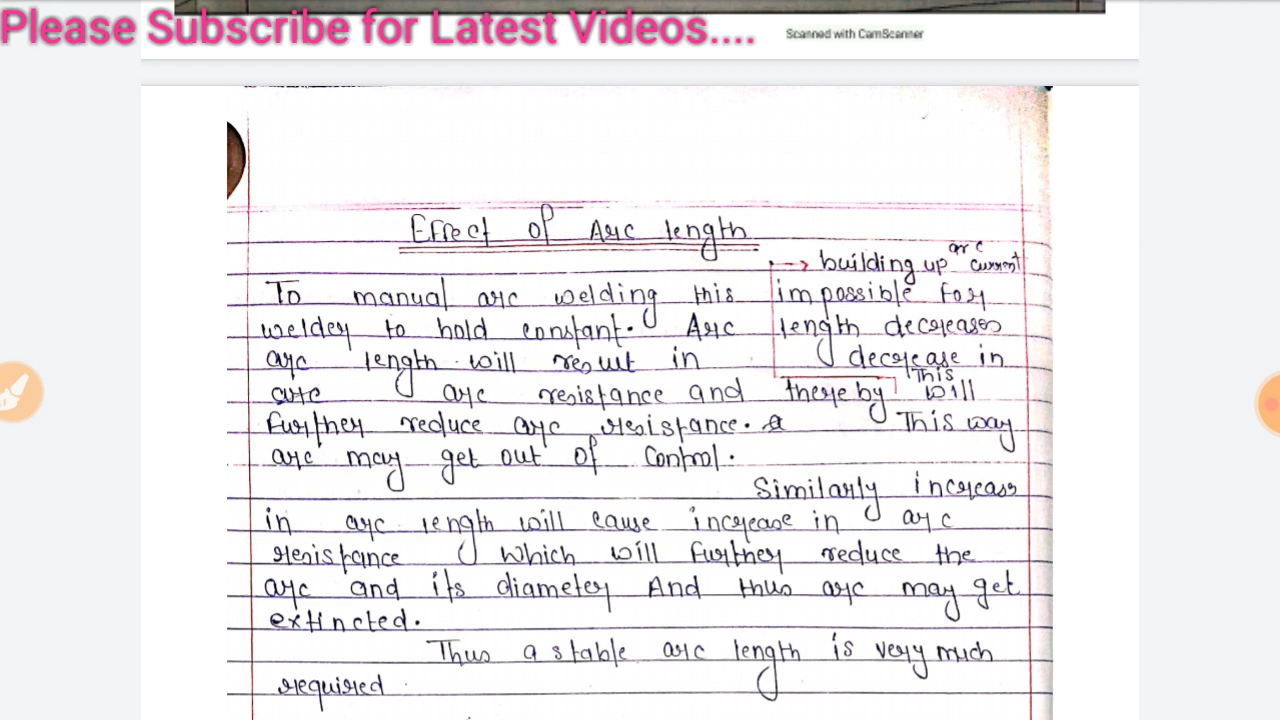 Please Subscribe for Latest Videos....
Scanned with CamScanner
Effect of Arc length
→ building up arc current
To manual arc welding this impossible for
welder to hold constant. Arc length decreases
arc length will result in decrease in
arc arc resistance and thereby This will
further reduce arc resistance. a This way
arc may get out of Control.
Similarly increase
in arc length will cause increase in arc
resistance which will further reduce the
arc and its diameter And thus arc may get
extincted.
Thus a stable arc length is very much
required.